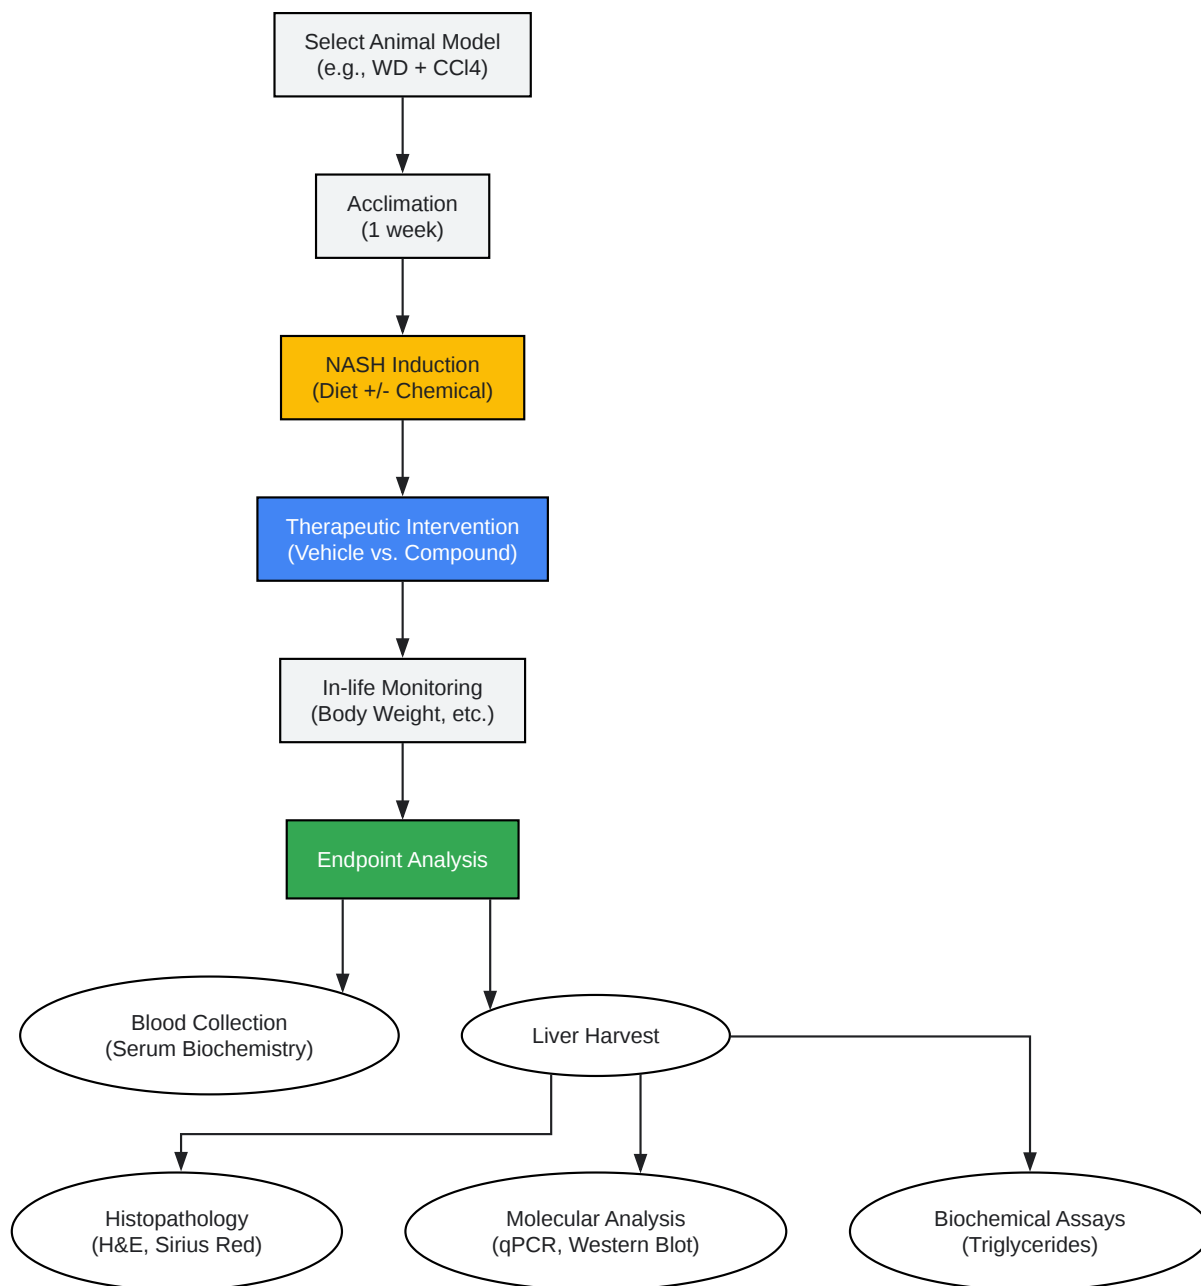 Select Animal Model
(e.g., WD + CCl4)
Acclimation
(1 week)
NASH Induction
(Diet +/- Chemical)
Therapeutic Intervention
(Vehicle vs. Compound)
In-life Monitoring
(Body Weight, etc.)
Endpoint Analysis
Blood Collection
(Serum Biochemistry)
Liver Harvest
Histopathology
(H&E, Sirius Red)
Molecular Analysis
(qPCR, Western Blot)
Biochemical Assays
(Triglycerides)